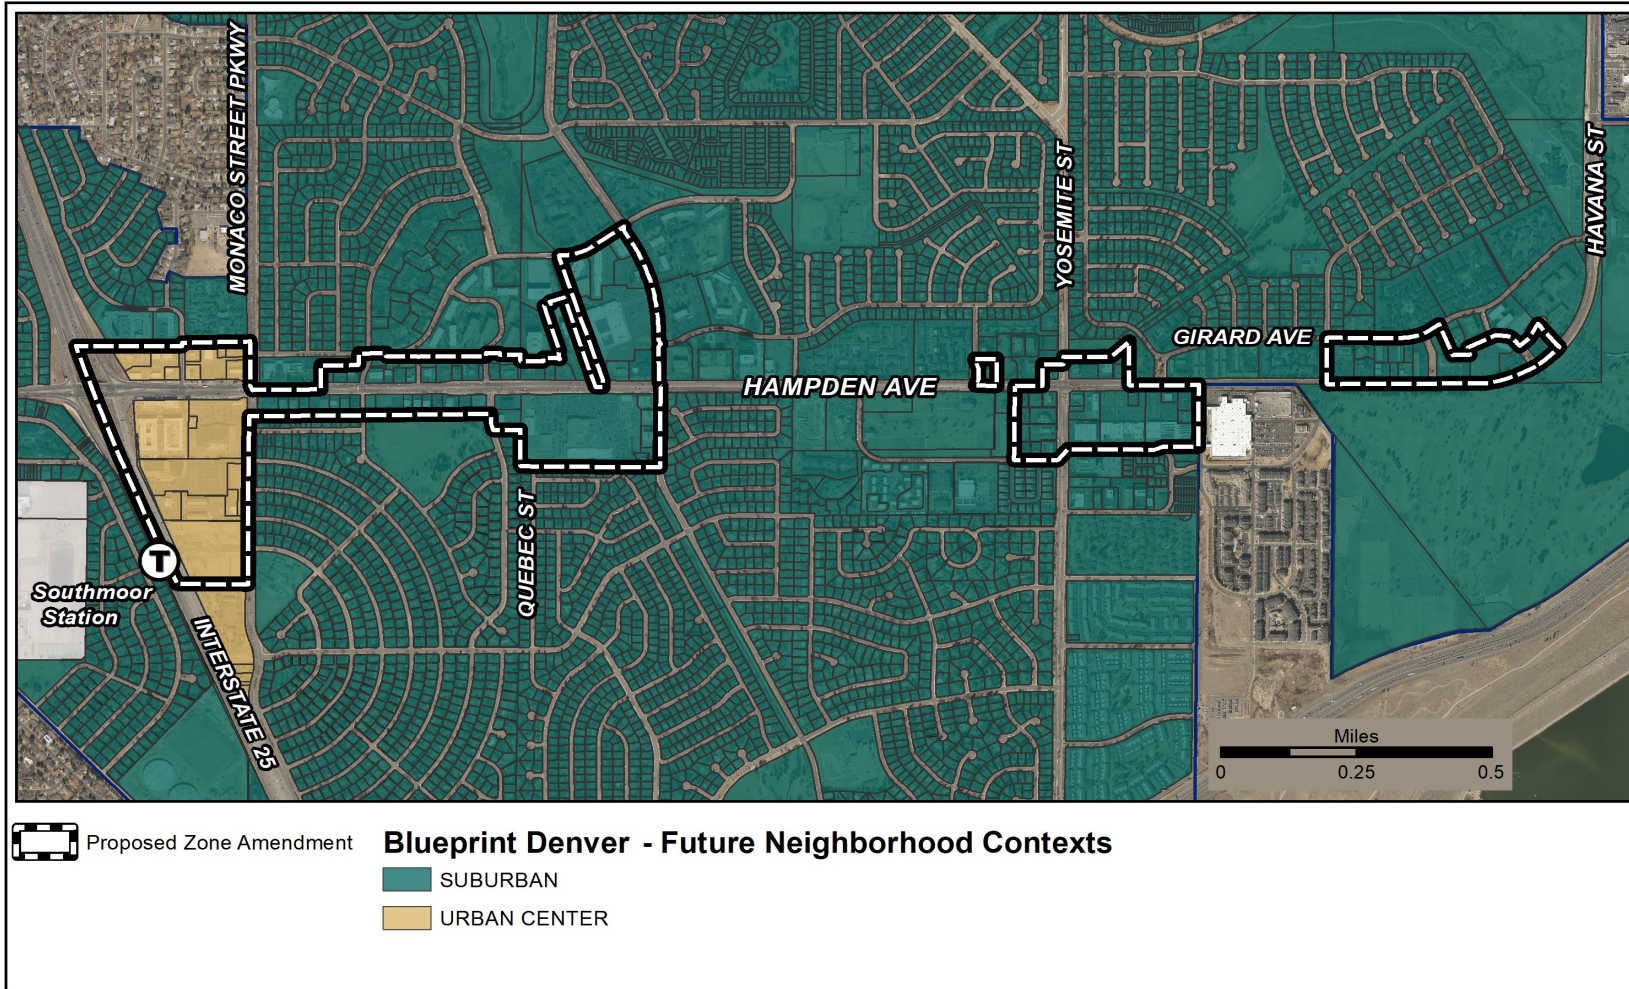 MONACO STREET PKWY
YOSEMITE ST
HAVANA ST
GIRARD AVE
HAMPDEN AVE
QUEBEC ST
T
Southmoor
Station
INTERSTATE 25
Miles
0 0.25 0.5
Proposed Zone Amendment
Blueprint Denver - Future Neighborhood Contexts
SUBURBAN
URBAN CENTER